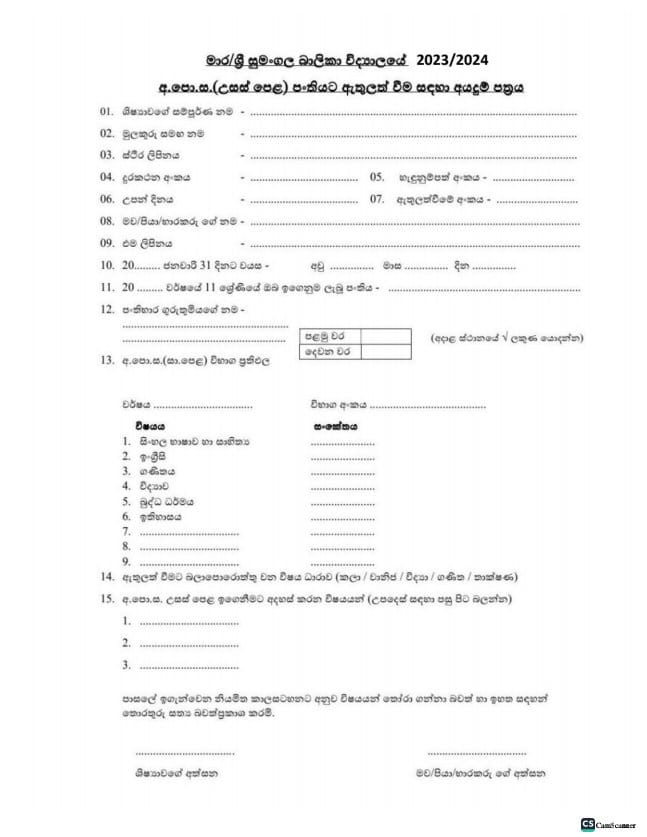 මාර/ශ්‍රී සුමංගල බාලිකා විද්‍යාලයේ 2023/2024
අ.පො.ස.(උසස් පෙළ) පංතියට ඇතුලත් වීම සඳහා අයදුම් පත්‍රය
01. ශිෂ්‍යාවගේ සම්පූර්ණ නම - ..........
02. මුලකුරු සමඟ නම - ..........
03. ස්ථිර ලිපිනය - ..........
04. දුරකථන අංකය - .......... 05. හැඳුනුම්පත් අංකය - ..........
06. උපන් දිනය - .......... 07. ඇතුලත්වීමේ අංකය - ..........
08. මව/පියා/භාරකරු ගේ නම - ..........
09. එම ලිපිනය - ..........
10. 20......... ජනවාරි 31 දිනට වයස - අවු ............... මාස ............... දින ...............
11. 20 ......... වර්ෂයේ 11 ශ්‍රේණියේ ඔබ ඉගෙනුම ලැබූ පංතිය - ..........
12. පංතිභාර ගුරුතුමියගේ නම -
..........
පළමු වර
.......... (අදාළ ස්ථානයේ √ ලකුණ යොදන්න)
දෙවන වර
13. අ.පො.ස.(සා.පෙළ) විභාග ප්‍රතිඵල
වර්ෂය .......... විභාග අංකය ..........
විෂයය සංකේතය
1. සිංහල භාෂාව හා සාහිත්‍ය ..........
2. ඉංග්‍රීසි ..........
3. ගණිතය ..........
4. විද්‍යාව ..........
5. බුද්ධ ධර්මය ..........
6. ඉතිහාසය ..........
7. .......... ..........
8. .......... ..........
9. .......... ..........
14. ඇතුලත් වීමට බලාපොරොත්තු වන විෂය ධාරාව (කලා / වානිජ / විද්‍යා / ගණිත / තාක්ෂණ)
15. අ.පො.ස. උසස් පෙළ ඉගෙනීමට අදහස් කරන විෂයයන් (උපදෙස් සඳහා පසු පිට බලන්න)
1. ..........
2. ..........
3. ..........
පාසලේ ඉගැන්වෙන නියමිත කාලසටහනට අනුව විෂයයන් තෝරා ගන්නා බවත් හා ඉහත සඳහන්
තොරතුරු සත්‍ය බවත්ප්‍රකාශ කරමි.
.......... ..........
ශිෂ්‍යාවගේ අත්සන මව/පියා/භාරකරු ගේ අත්සන
CS CamScanner